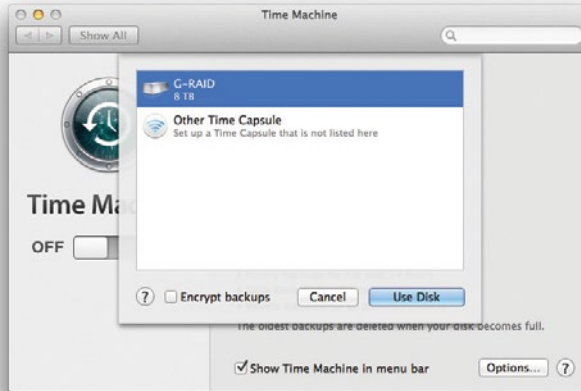 Time Machine
Show All
G-RAID
8 TB
Other Time Capsule
Set up a Time Capsule that is not listed here
Time Ma
OFF
Encrypt backups
Cancel
Use Disk
The oldest backups are deleted when your disk becomes full.
Show Time Machine in menu bar
Options...
?
?